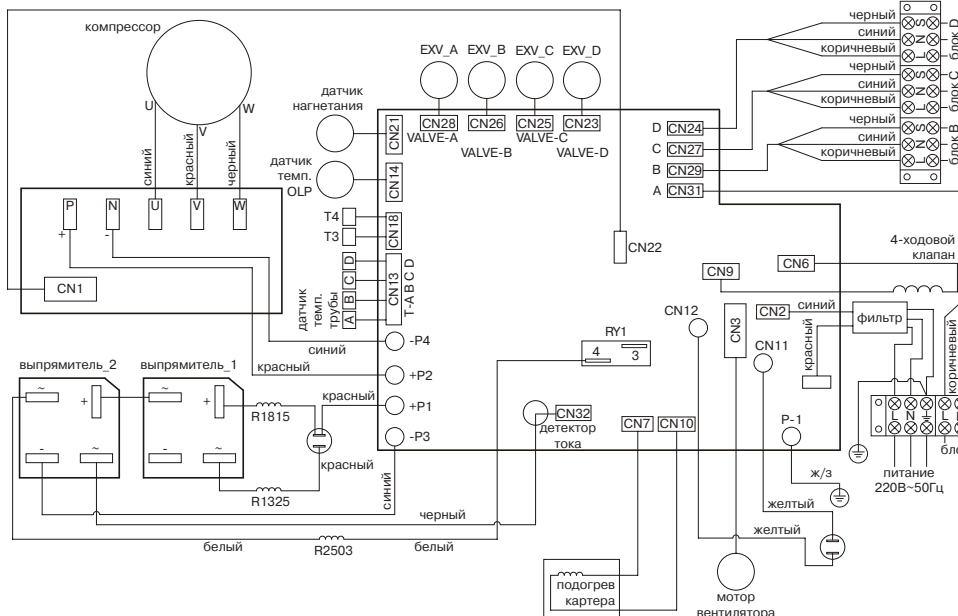 компрессор
U
V
W
синий
красный
черный
P
N
U
V
W
+
-
CN1
датчик
нагнетания
CN21
датчик
темп.
OLP
CN14
T4
T3
CN18
D
C
B
A
CN13
T-A B C D
датчик
темп.
трубы
EXV_A
EXV_B
EXV_C
EXV_D
CN28
CN26
CN25
CN23
VALVE-A
VALVE-B
VALVE-C
VALVE-D
D
CN24
C
CN27
B
CN29
A
CN31
черный
синий
коричневый
черный
синий
коричневый
черный
синий
коричневый
S
N
L
S
N
L
S
N
L
блок D
блок C
блок B
CN22
4-ходовой
клапан
CN9
CN6
CN12
CN3
CN2
синий
фильтр
красный
коричневый
CN11
RY1
4
3
-P4
синий
+P2
красный
+P1
красный
-P3
синий
выпрямитель_2
выпрямитель_1
~
+
-
~
+
-
~
R1815
R1325
красный
CN32
детектор
тока
CN7
CN10
P-1
ж/з
L
N
L
питание
220В~50Гц
черный
желтый
желтый
белый
R2503
белый
подогрев
картера
мотор
вентилятора